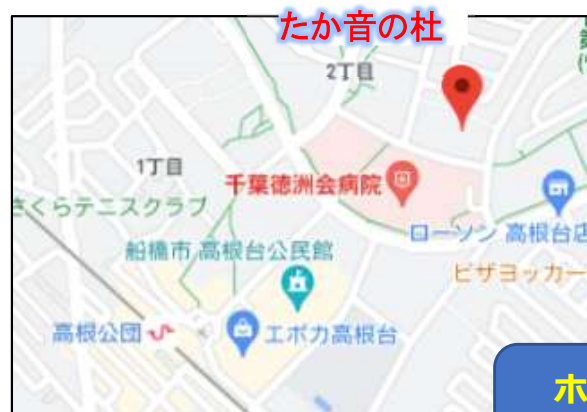 たか音の杜
2丁目
1丁目
千葉徳洲会病院
さくらテニスクラブ
ローソン 高根台店
船橋市 高根台公民館
ピザヨッカー
高根公団
エポカ高根台
ホ